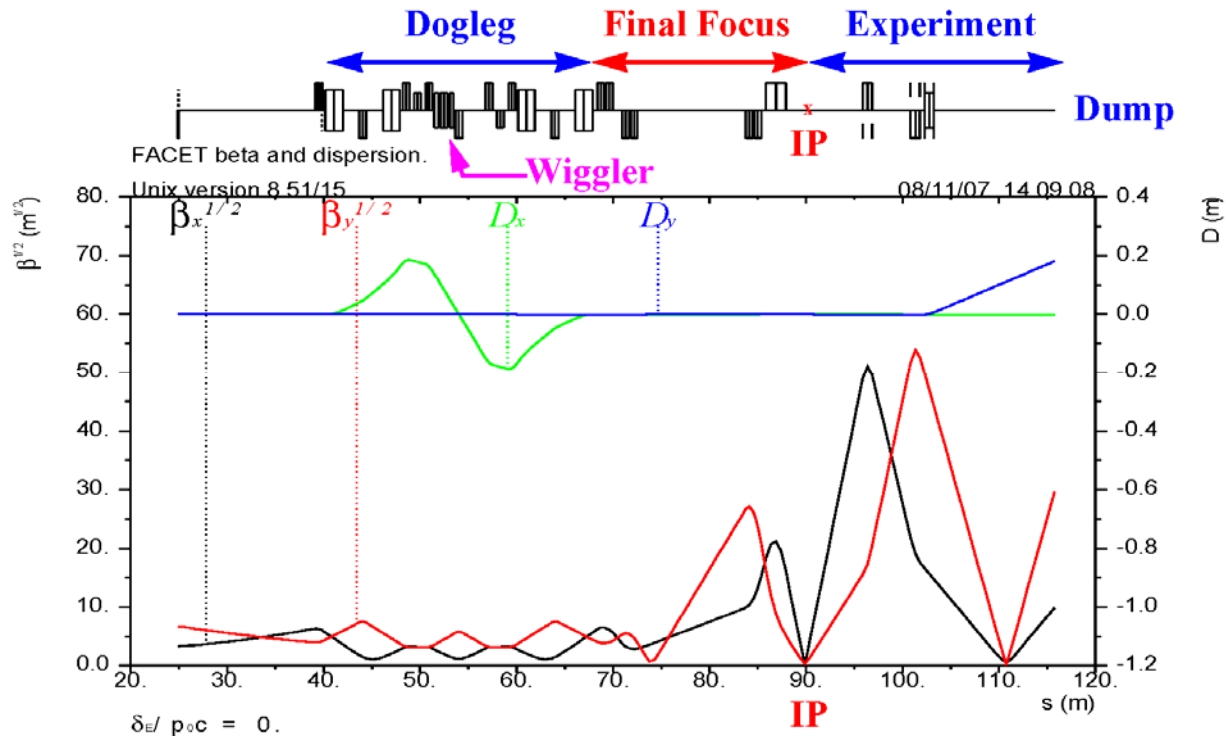 Dogleg Final Focus Experiment
x Dump
IP
FACET beta and dispersion.
Wiggler
Unix version 8.51/15 08/11/07 14.09.08
80. 0.4
βx^1/2 βy^1/2 Dx Dy
β^1/2 (m^1/2) D (m)
70. 0.2
60. 0.0
50. -0.2
40. -0.4
30. -0.6
20. -0.8
10. -1.0
0.0 -1.2
20. 30. 40. 50. 60. 70. 80. 90. 100. 110. 120.
s (m)
IP
δE/ p0c = 0.